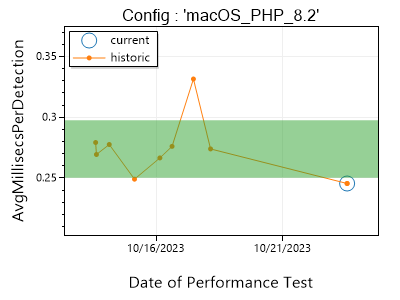 Config : 'macOS_PHP_8.2'
current
historic
AvgMillisecsPerDetection
0.35
0.3
0.25
10/16/2023
10/21/2023
Date of Performance Test